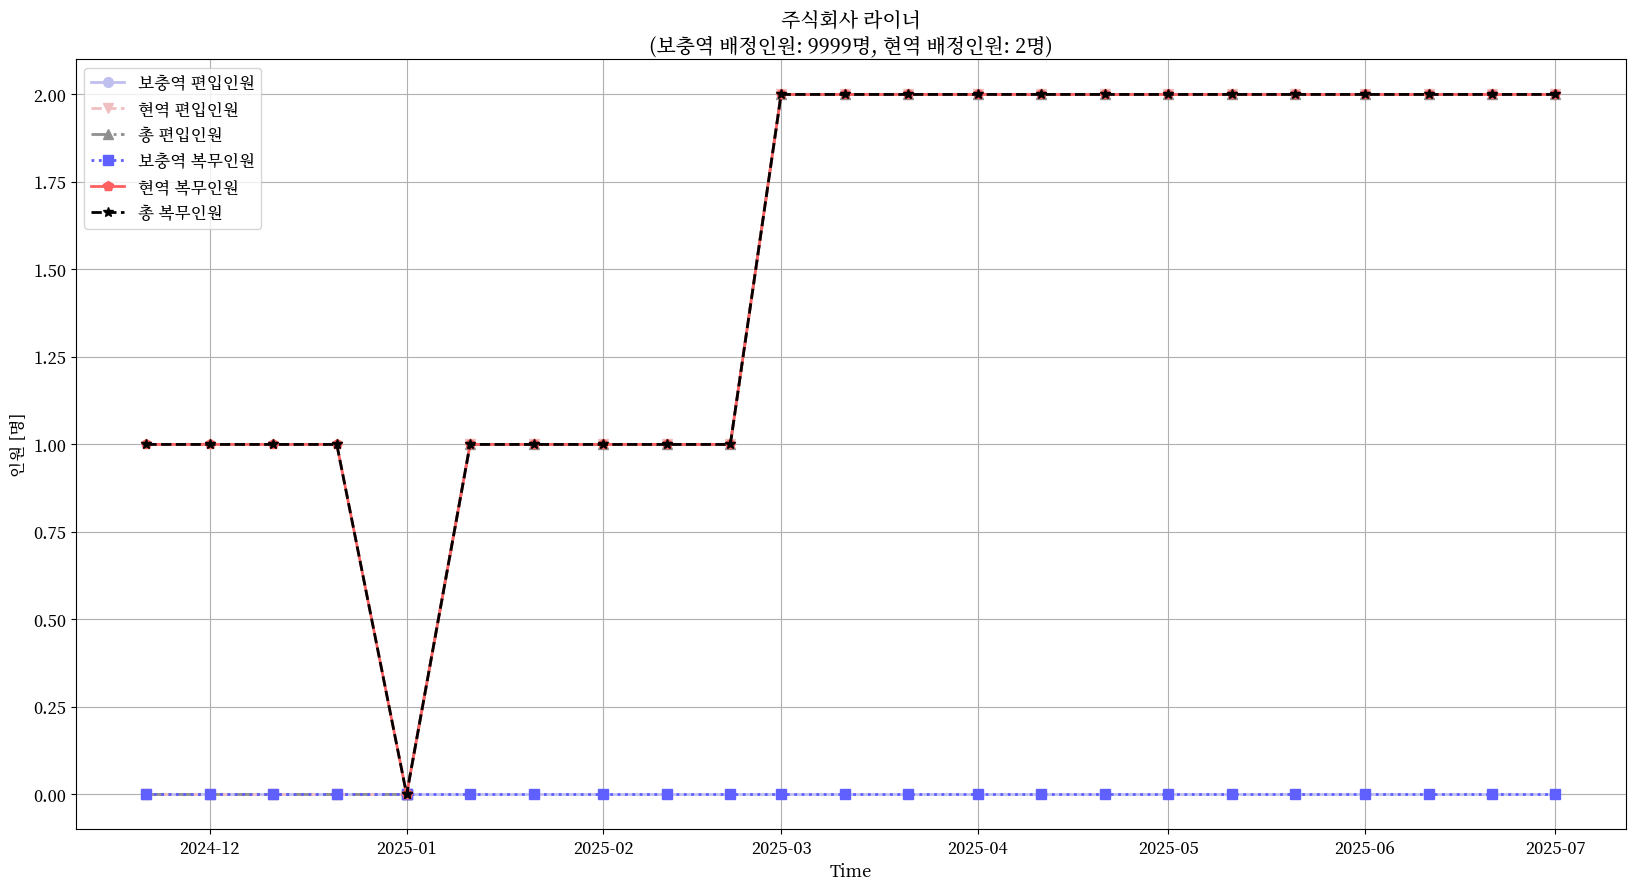 주식회사 라이너
(보충역 배정인원: 9999명, 현역 배정인원: 2명)
보충역 편입인원
현역 편입인원
총 편입인원
보충역 복무인원
현역 복무인원
총 복무인원
2.00
1.75
1.50
1.25
1.00
0.75
0.50
0.25
0.00
인원 [명]
2024-12 2025-01 2025-02 2025-03 2025-04 2025-05 2025-06 2025-07
Time